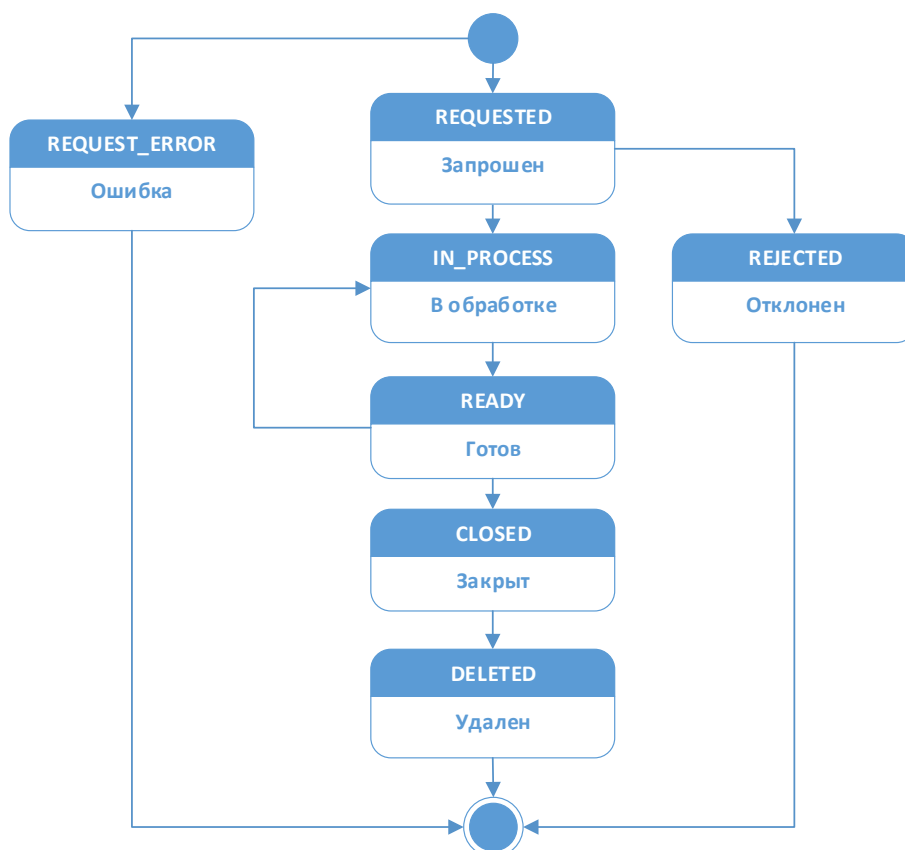 REQUESTED
Запрошен
REQUEST_ERROR
Ошибка
IN_PROCESS
В обработке
REJECTED
Отклонен
READY
Готов
CLOSED
Закрыт
DELETED
Удален